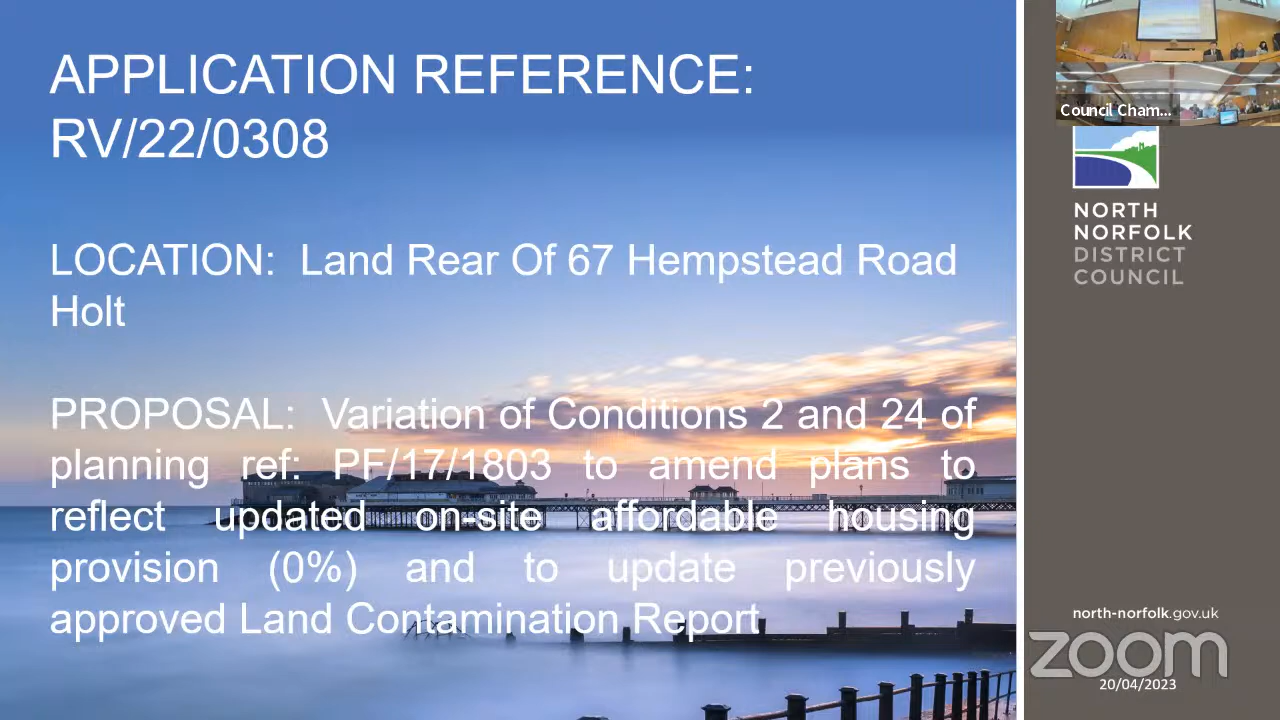 APPLICATION REFERENCE:
RV/22/0308
LOCATION: Land Rear Of 67 Hempstead Road
Holt
PROPOSAL: Variation of Conditions 2 and 24 of
planning ref: PF/17/1803 to amend plans to
reflect updated on-site affordable housing
provision (0%) and to update previously
approved Land Contamination Report
Council Cham...
NORTH
NORFOLK
DISTRICT
COUNCIL
north-norfolk.gov.uk
zoom
20/04/2023